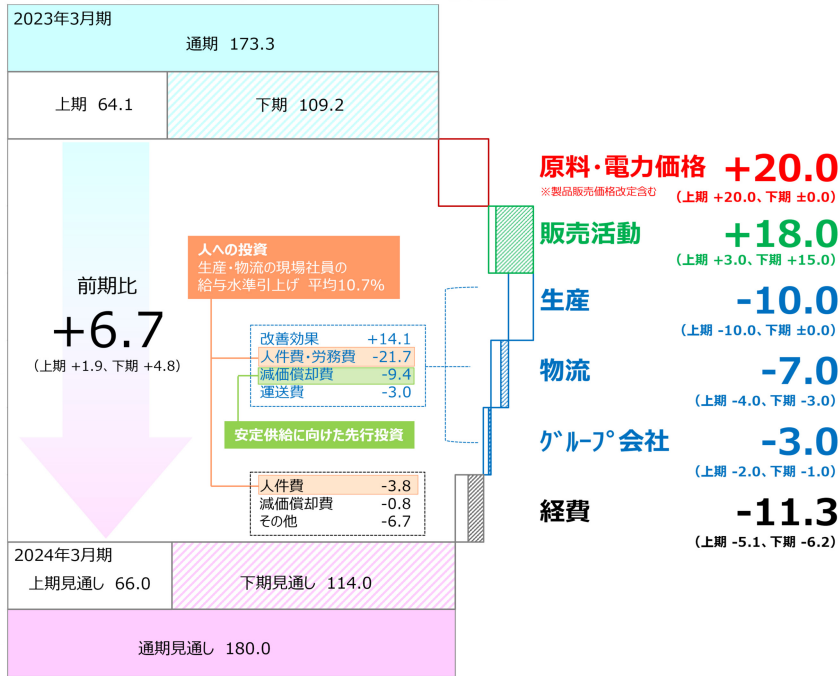 2023年3月期
通期 173.3
上期 64.1
下期 109.2
原料・電力価格 +20.0
※製品販売価格改定含む
(上期 +20.0、下期 ±0.0)
販売活動 +18.0
(上期 +3.0、下期 +15.0)
人への投資
生産・物流の現場社員の
給与水準引上げ 平均10.7%
前期比
+6.7
(上期 +1.9、下期 +4.8)
生産 -10.0
(上期 -10.0、下期 ±0.0)
改善効果 +14.1
人件費・労務費 -21.7
減価償却費 -9.4
運送費 -3.0
物流 -7.0
(上期 -4.0、下期 -3.0)
安定供給に向けた先行投資
グループ会社 -3.0
(上期 -2.0、下期 -1.0)
人件費 -3.8
減価償却費 -0.8
その他 -6.7
経費 -11.3
(上期 -5.1、下期 -6.2)
2024年3月期
上期見通し 66.0
下期見通し 114.0
通期見通し 180.0